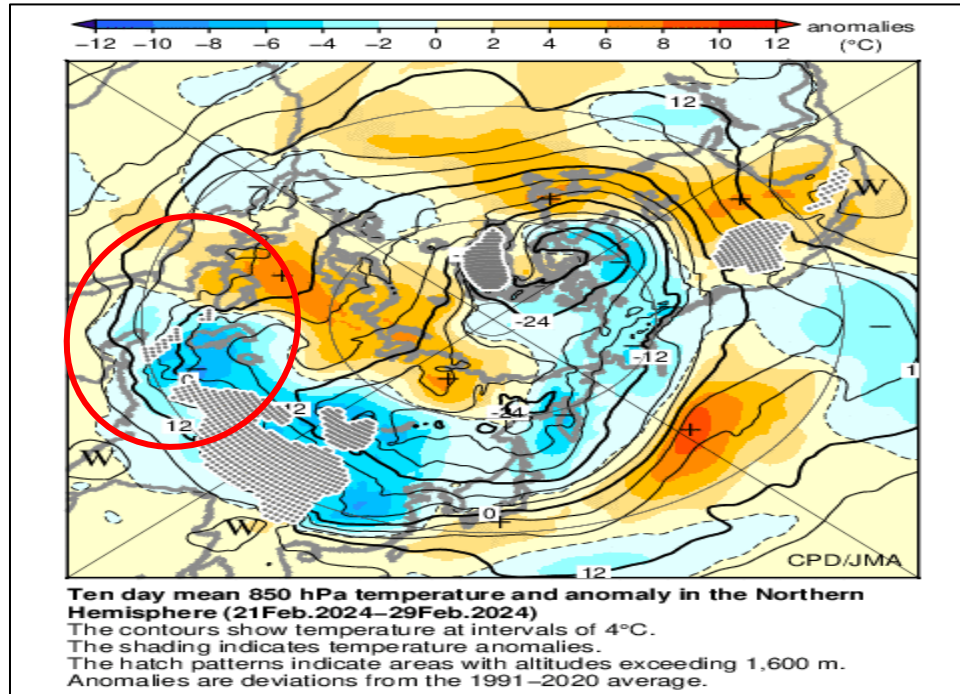 −12 −10 −8 −6 −4 −2 0 2 4 6 8 10 12
anomalies
(°C)
12
W
-24
-12
1
12
12
-24
W
W
0
12
CPD/JMA
Ten day mean 850 hPa temperature and anomaly in the Northern
Hemisphere (21Feb.2024−29Feb.2024)
The contours show temperature at intervals of 4°C.
The shading indicates temperature anomalies.
The hatch patterns indicate areas with altitudes exceeding 1,600 m.
Anomalies are deviations from the 1991−2020 average.